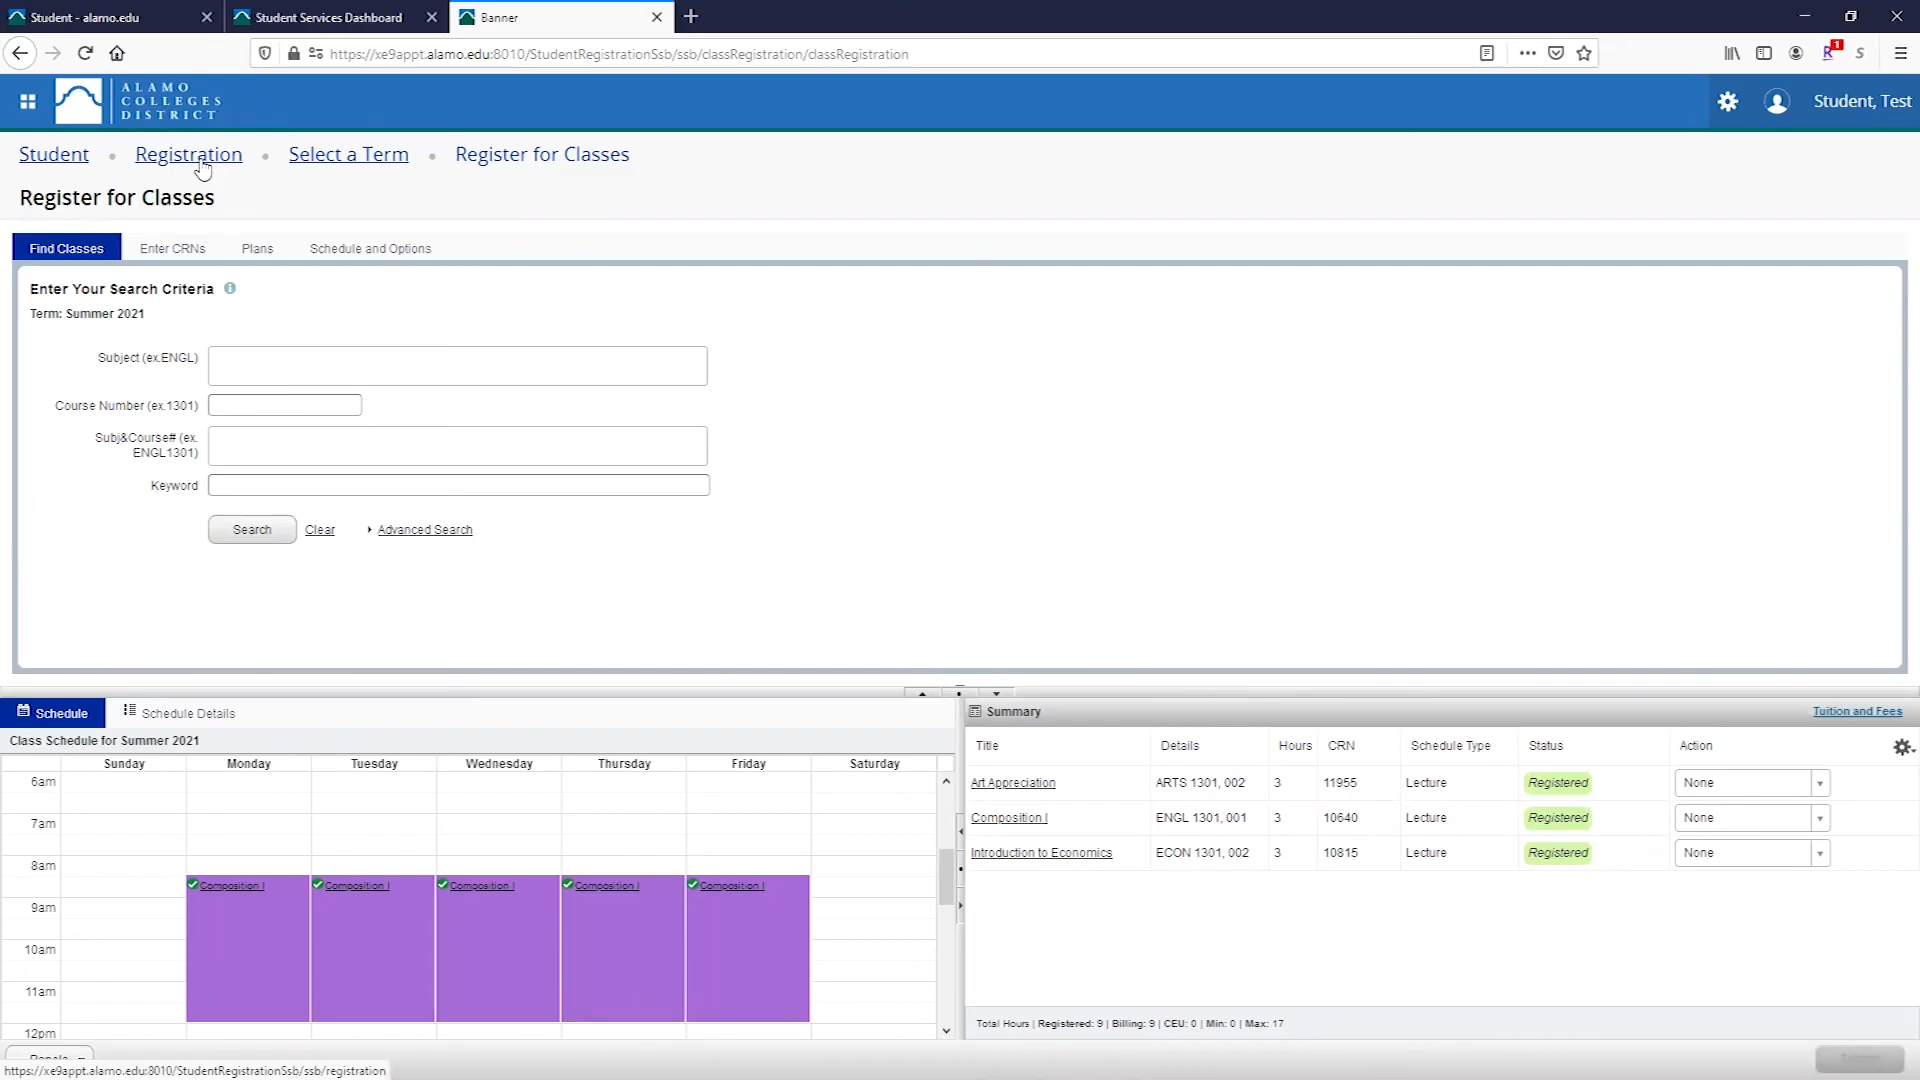 Student - alamo.edu
Student Services Dashboard
Banner
https://xe9appt.alamo.edu:8010/StudentRegistrationSsb/ssb/classRegistration/classRegistration
1
ALAMO
COLLEGES
DISTRICT
Student, Test
Student • Registration • Select a Term • Register for Classes
Register for Classes
Find Classes Enter CRNs Plans Schedule and Options
Enter Your Search Criteria
Term: Summer 2021
Subject (ex.ENGL)
Course Number (ex.1301)
Subj&Course# (ex.
ENGL1301)
Keyword
Search Clear Advanced Search
Schedule Schedule Details
Class Schedule for Summer 2021
Sunday Monday Tuesday Wednesday Thursday Friday Saturday
6am
7am
8am
Composition I Composition I Composition I Composition I Composition I
9am
10am
11am
12pm
Summary Tuition and Fees
Title Details Hours CRN Schedule Type Status Action
Art Appreciation ARTS 1301, 002 3 11955 Lecture Registered None
Composition I ENGL 1301, 001 3 10640 Lecture Registered None
Introduction to Economics ECON 1301, 002 3 10815 Lecture Registered None
Total Hours | Registered: 9 | Billing: 9 | CEU: 0 | Min: 0 | Max: 17
Panels
https://xe9appt.alamo.edu:8010/StudentRegistrationSsb/ssb/registration